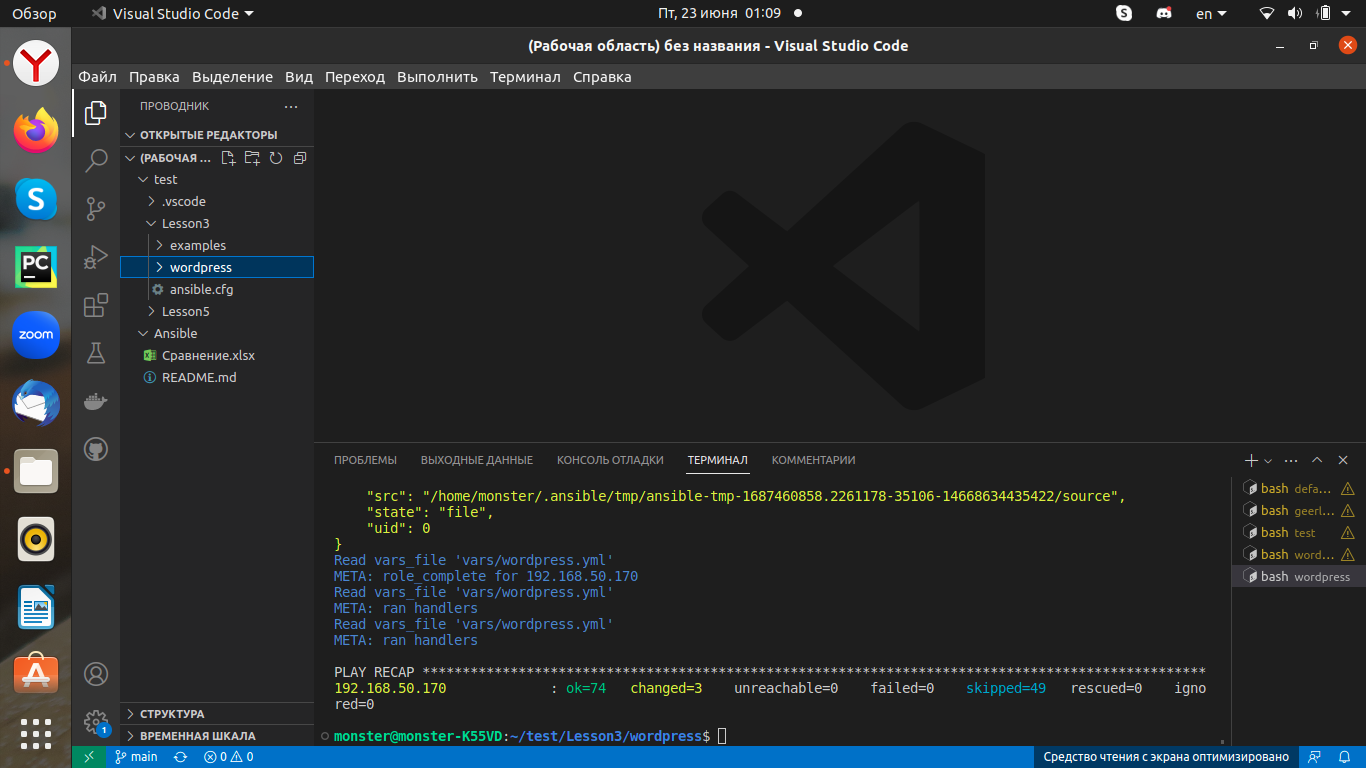 Обзор
Visual Studio Code
Пт, 23 июня 01:09
en
(Рабочая область) без названия - Visual Studio Code
Файл Правка Выделение Вид Переход Выполнить Терминал Справка
ПРОВОДНИК
ОТКРЫТЫЕ РЕДАКТОРЫ
(РАБОЧАЯ ...
test
.vscode
Lesson3
examples
wordpress
ansible.cfg
Lesson5
Ansible
Сравнение.xlsx
README.md
СТРУКТУРА
ВРЕМЕННАЯ ШКАЛА
S
PC
zoom
1
ПРОБЛЕМЫ ВЫХОДНЫЕ ДАННЫЕ КОНСОЛЬ ОТЛАДКИ ТЕРМИНАЛ КОММЕНТАРИИ
"src": "/home/monster/.ansible/tmp/ansible-tmp-1687460858.2261178-35106-14668634435422/source",
"state": "file",
"uid": 0
}
Read vars_file 'vars/wordpress.yml'
META: role_complete for 192.168.50.170
Read vars_file 'vars/wordpress.yml'
META: ran handlers
Read vars_file 'vars/wordpress.yml'
META: ran handlers
PLAY RECAP **************************************************************************************************
192.168.50.170 : ok=74 changed=3 unreachable=0 failed=0 skipped=49 rescued=0 igno
red=0
monster@monster-K55VD:~/test/Lesson3/wordpress$
bash defa...
bash geerl...
bash test
bash word...
bash wordpress
main
0 0
Средство чтения с экрана оптимизировано